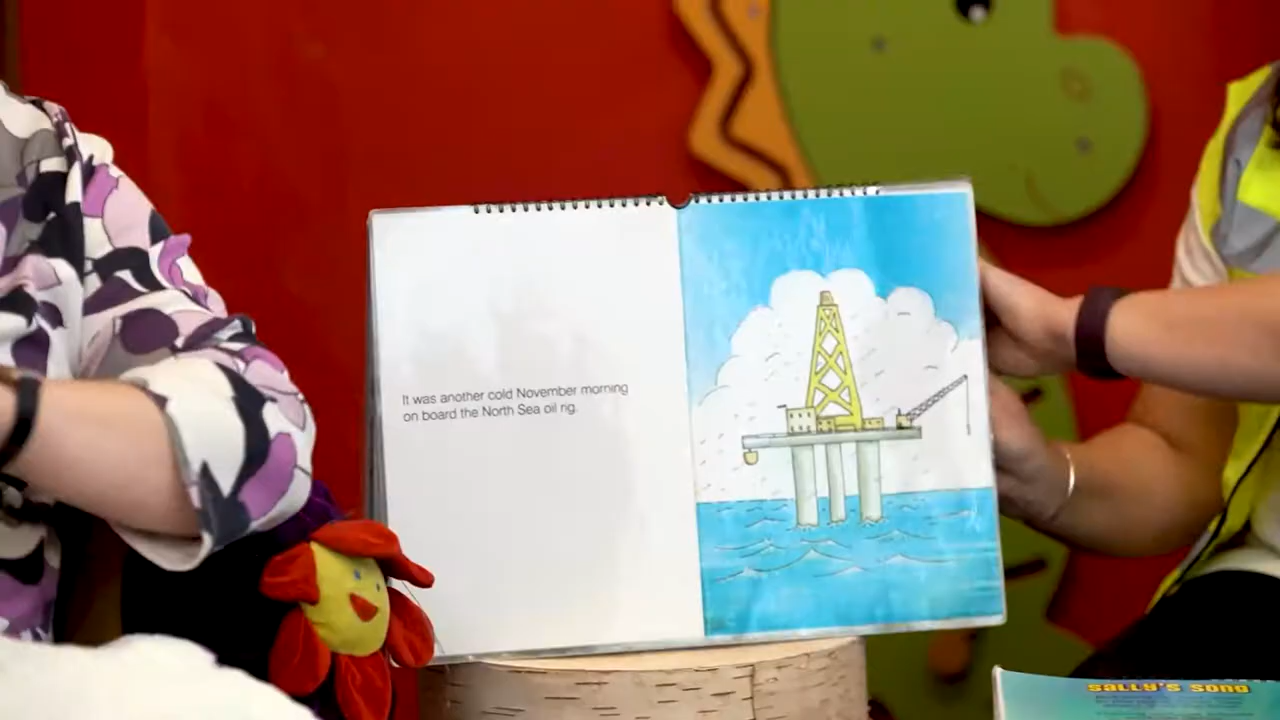 It was another cold November morning
on board the North Sea oil rig.
SALLY'S SONG